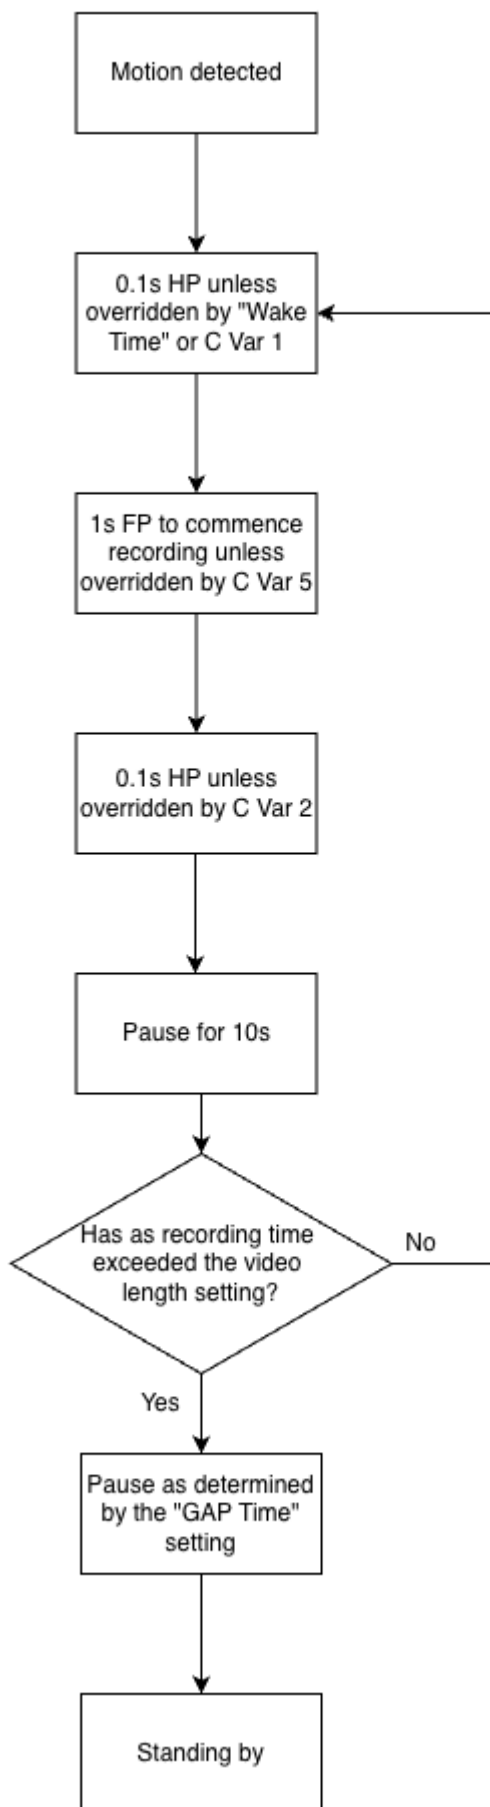 Motion detected
0.1s HP unless
overridden by "Wake
Time" or C Var 1
1s FP to commence
recording unless
overridden by C Var 5
0.1s HP unless
overridden by C Var 2
Pause for 10s
Has as recording time
exceeded the video
length setting?
No
Yes
Pause as determined
by the "GAP Time"
setting
Standing by